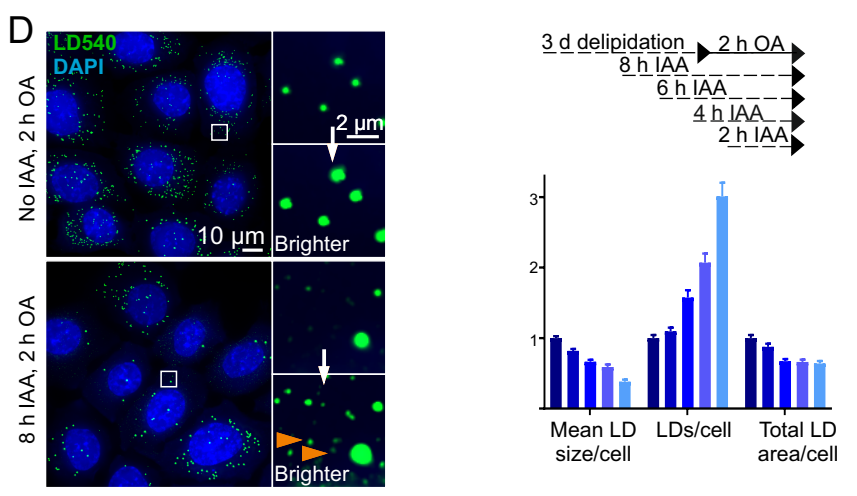 D
LD540
DAPI
No IAA, 2 h OA
2 µm
10 µm
Brighter
8 h IAA, 2 h OA
Brighter
3 d delipidation
2 h OA
8 h IAA
6 h IAA
4 h IAA
2 h IAA
3
2
1
Mean LD
size/cell
LDs/cell
Total LD
area/cell